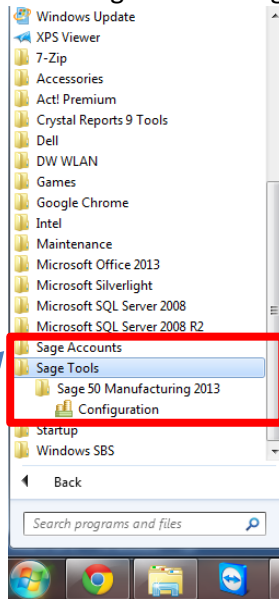 Windows Update
XPS Viewer
7-Zip
Accessories
Act! Premium
Crystal Reports 9 Tools
Dell
DW WLAN
Games
Google Chrome
Intel
Maintenance
Microsoft Office 2013
Microsoft Silverlight
Microsoft SQL Server 2008
Microsoft SQL Server 2008 R2
Sage Accounts
Sage Tools
Sage 50 Manufacturing 2013
Configuration
Startup
Windows SBS
Back
Search programs and files